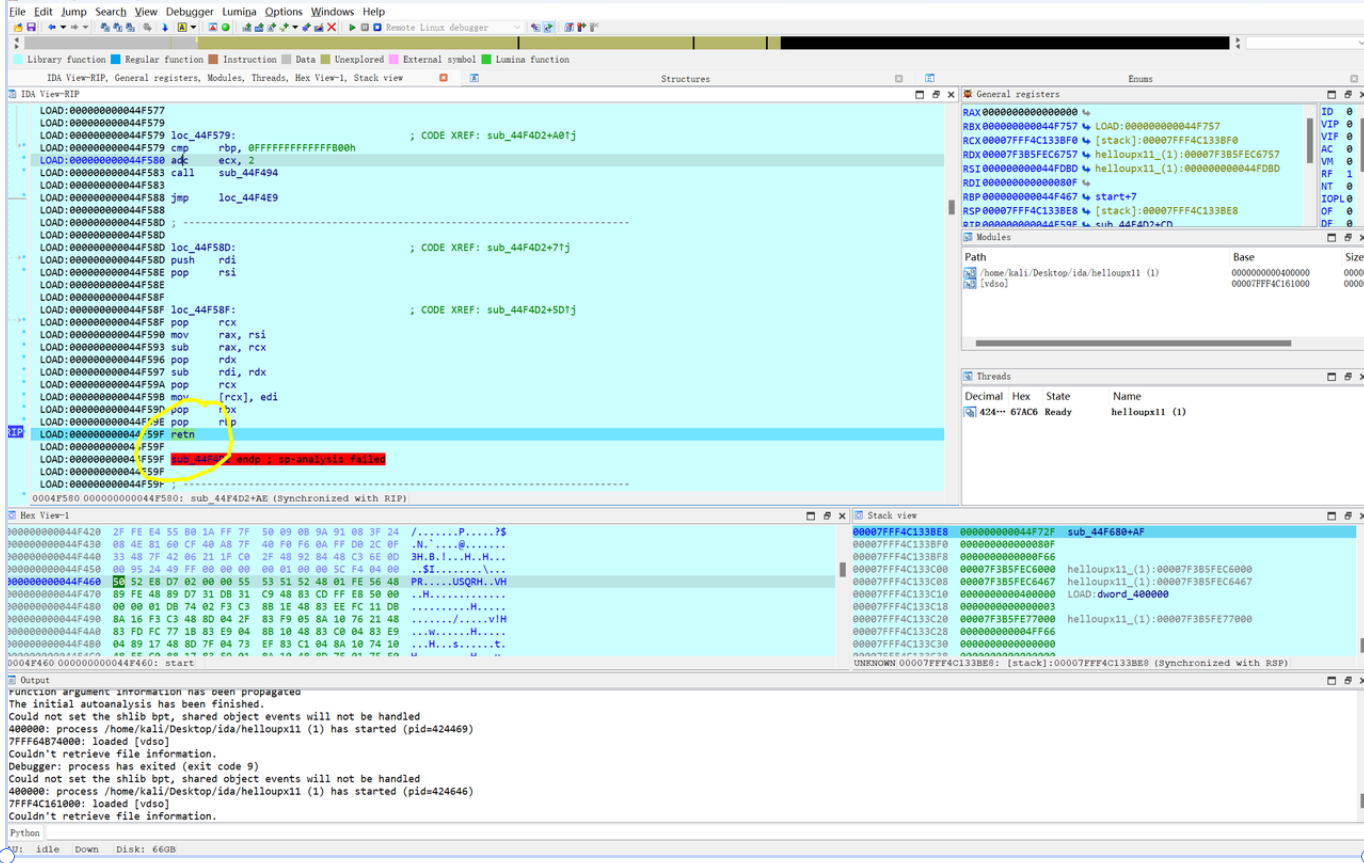 File Edit Jump Search View Debugger Lumina Options Windows Help
Remote Linux debugger
Library function Regular function Instruction Data Unexplored External symbol Lumina function
IDA View-RIP, General registers, Modules, Threads, Hex View-1, Stack view Structures Enums
IDA View-RIP
LOAD:000000000044F577
LOAD:000000000044F579
LOAD:000000000044F579 loc_44F579: ; CODE XREF: sub_44F4D2+A0↑j
LOAD:000000000044F579 cmp rbp, 0FFFFFFFFFFFFFB00h
LOAD:000000000044F580 adc ecx, 2
LOAD:000000000044F583 call sub_44F494
LOAD:000000000044F583
LOAD:000000000044F588 jmp loc_44F4E9
LOAD:000000000044F588
LOAD:000000000044F58D ; ---------------------------------------------------------------------------
LOAD:000000000044F58D
LOAD:000000000044F58D loc_44F58D: ; CODE XREF: sub_44F4D2+7↑j
LOAD:000000000044F58D push rdi
LOAD:000000000044F58E pop rsi
LOAD:000000000044F58E
LOAD:000000000044F58F
LOAD:000000000044F58F loc_44F58F: ; CODE XREF: sub_44F4D2+5D↑j
LOAD:000000000044F58F pop rcx
LOAD:000000000044F590 mov rax, rsi
LOAD:000000000044F593 sub rax, rcx
LOAD:000000000044F596 pop rdx
LOAD:000000000044F597 sub rdi, rdx
LOAD:000000000044F59A pop rcx
LOAD:000000000044F59B mov [rcx], edi
LOAD:000000000044F59D pop rbx
LOAD:000000000044F59E pop rbp
RIP LOAD:000000000044F59F retn
LOAD:000000000044F59F
LOAD:000000000044F59F sub_44F4D2 endp ; sp-analysis failed
LOAD:000000000044F59F
LOAD:000000000044F59F ; ---------------------------------------------------------------------------
0004F580 000000000044F580: sub_44F4D2+AE (Synchronized with RIP)
General registers
RAX 0000000000000000
RBX 000000000044F757 LOAD:000000000044F757
RCX 00007FFF4C133BF0 [stack]:00007FFF4C133BF0
RDX 00007F3B5FEC6757 helloupx11_(1):00007F3B5FEC6757
RSI 000000000044FDBD helloupx11_(1):000000000044FDBD
RDI 000000000000080F
RBP 000000000044F467 start+7
RSP 00007FFF4C133BE8 [stack]:00007FFF4C133BE8
RIP 000000000044F59F sub_44F4D2+CD
ID 0
VIP 0
VIF 0
AC 0
VM 0
RF 1
NT 0
IOPL 0
OF 0
DF 0
Modules
Path Base Size
/home/kali/Desktop/ida/helloupx11 (1) 0000000000400000 0000
[vdso] 00007FFF4C161000 0000
Threads
Decimal Hex State Name
424… 67AC6 Ready helloupx11 (1)
Hex View-1
000000000044F420 2F FE E4 55 B0 1A FF 7F 50 09 0B 9A 91 08 3F 24 /.......P.....?$
000000000044F430 08 4E 81 60 CF 40 A8 7F 40 F0 F6 0A FF D0 2C 0F .N.`.@.......
000000000044F440 33 48 7F 42 06 21 1F C0 2F 48 92 84 48 C3 6E 0D 3H.B.!...H..H...
000000000044F450 00 95 24 49 FF 00 00 00 00 01 00 00 5C F4 04 00 ..$I........\...
000000000044F460 50 52 E8 D7 02 00 00 55 53 51 52 48 01 FE 56 48 PR.....USQRH..VH
000000000044F470 89 FE 48 89 D7 31 DB 31 C9 48 83 CD FF E8 50 00 ..H..1.1.H....P.
000000000044F480 00 00 01 DB 74 02 F3 C3 8B 1E 48 83 EE FC 11 DB
000000000044F490 8A 16 F3 C3 48 8D 04 2F 83 F9 05 8A 10 76 21 48
000000000044F4A0 83 FD FC 77 1B 83 E9 04 8B 10 48 83 C0 04 83 E9
000000000044F4B0 04 89 17 48 8D 7F 04 73 EF 83 C1 04 8A 10 74 10
0004F460 000000000044F460: start
Stack view
00007FFF4C133BE8 000000000044F72F sub_44F680+AF
00007FFF4C133BF0 000000000000080F
00007FFF4C133BF8 0000000000000F66
00007FFF4C133C00 00007F3B5FEC6000 helloupx11_(1):00007F3B5FEC6000
00007FFF4C133C08 00007F3B5FEC6467 helloupx11_(1):00007F3B5FEC6467
00007FFF4C133C10 0000000000400000 LOAD:dword_400000
00007FFF4C133C18 0000000000000003
00007FFF4C133C20 00007F3B5FE77000 helloupx11_(1):00007F3B5FE77000
00007FFF4C133C28 000000000004FF66
00007FFF4C133C30 0000000000000000
UNKNOWN 00007FFF4C133BE8: [stack]:00007FFF4C133BE8 (Synchronized with RSP)
Output
Function argument information has been propagated
The initial autoanalysis has been finished.
Could not set the shlib bpt, shared object events will not be handled
400000: process /home/kali/Desktop/ida/helloupx11 (1) has started (pid=424469)
7FFF64B74000: loaded [vdso]
Couldn't retrieve file information.
Debugger: process has exited (exit code 9)
Could not set the shlib bpt, shared object events will not be handled
400000: process /home/kali/Desktop/ida/helloupx11 (1) has started (pid=424646)
7FFF4C161000: loaded [vdso]
Couldn't retrieve file information.
Python
AU: idle Down Disk: 66GB